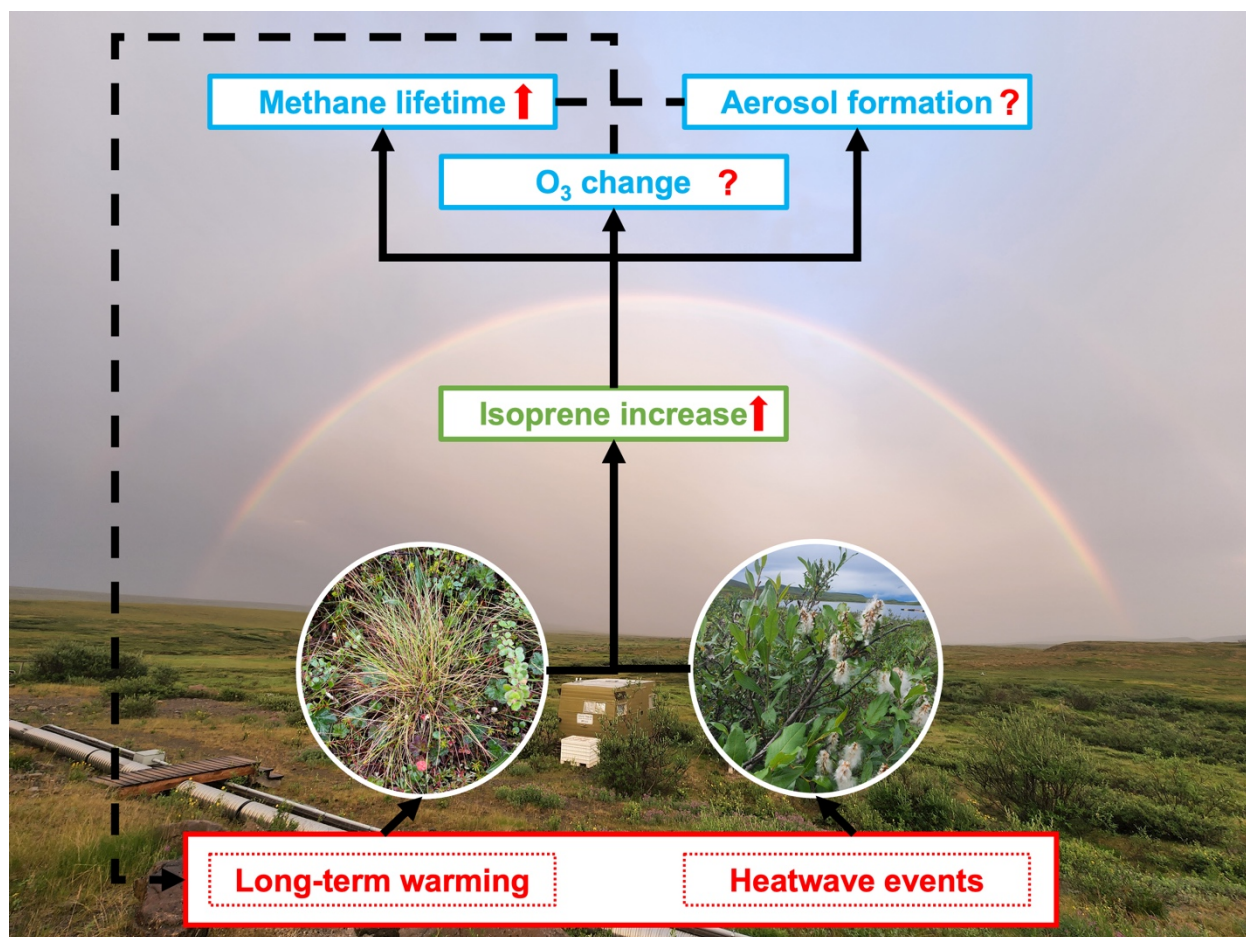 Methane lifetime
Aerosol formation ?
O₃ change ?
Isoprene increase
Long-term warming
Heatwave events